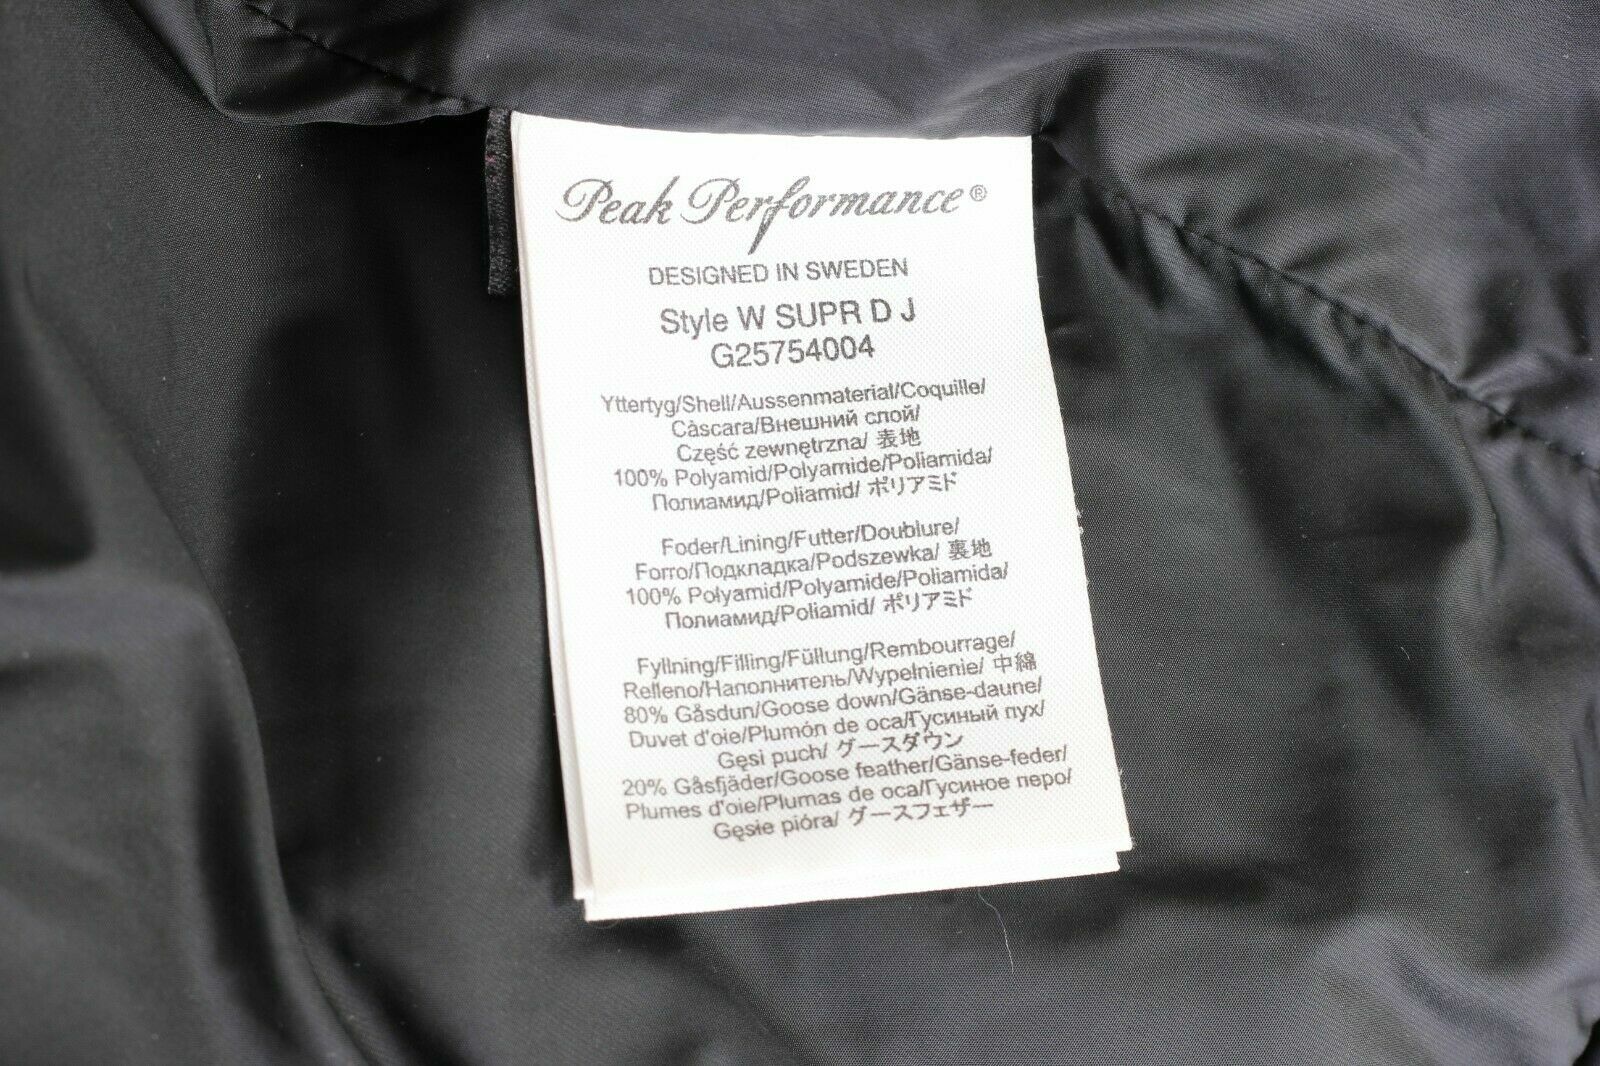 Peak Performance®
DESIGNED IN SWEDEN
Style W SUPR D J
G25754004
Yttertyg/Shell/Aussenmaterial/Coquille/
Càscara/Внешний слой/
Część zewnętrzna/ 表地
100% Polyamid/Polyamide/Poliamida/
Полиамид/Poliamid/ ポリアミド
Foder/Lining/Futter/Doublure/
Forro/Подкладка/Podszewka/ 裏地
100% Polyamid/Polyamide/Poliamida/
Полиамид/Poliamid/ ポリアミド
Fyllning/Filling/Füllung/Rembourrage/
Relleno/Наполнитель/Wypełnienie/ 中綿
80% Gåsdun/Goose down/Gänse-daune/
Duvet d'oie/Plumón de oca/Гусиный пух/
Gęsi puch/ グースダウン
20% Gåsfjäder/Goose feather/Gänse-feder/
Plumes d'oie/Plumas de oca/Гусиное перо/
Gęsie pióra/ グースフェザー